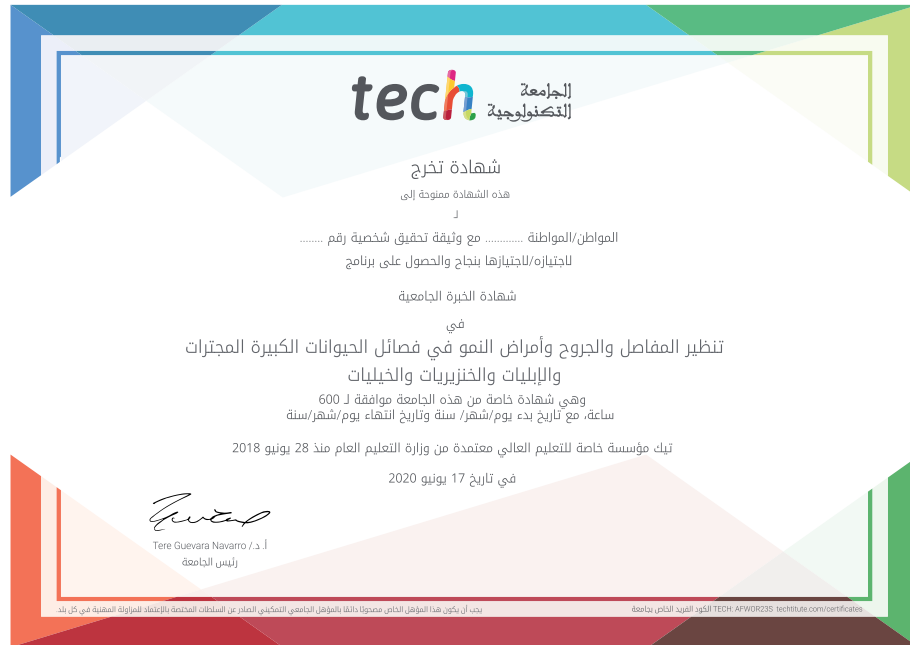 tech الجامعة
التكنولوجية
شهادة تخرج
هذه الشهادة ممنوحة إلى
لـ
المواطن/المواطنة ............. مع وثيقة تحقيق شخصية رقم ........
لاجتيازه/لاجتيازها بنجاح والحصول على برنامج
شهادة الخبرة الجامعية
في
تنظير المفاصل والجروح وأمراض النمو في فصائل الحيوانات الكبيرة المجترات
والإبليات والخنزيريات والخيليات
وهي شهادة خاصة من هذه الجامعة موافقة لـ 600
ساعة، مع تاريخ بدء يوم/شهر/ سنة وتاريخ انتهاء يوم/شهر/سنة
تيك مؤسسة خاصة للتعليم العالي معتمدة من وزارة التعليم العام منذ 28 يونيو 2018
في تاريخ 17 يونيو 2020
أ. د./ Tere Guevara Navarro
رئيس الجامعة
يجب أن يكون هذا المؤهل الخاص مصحوبًا دائمًا بالمؤهل الجامعي التمكيني الصادر عن السلطات المختصة بالإعتماد للمزاولة المهنية في كل بلد.
الكود الفريد الخاص بجامعة TECH: AFWOR23S techtitute.com/certificates